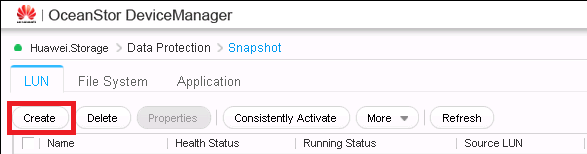 HUAWEI OceanStor DeviceManager
Huawei.Storage > Data Protection > Snapshot
LUN File System Application
Create Delete Properties Consistently Activate More Refresh
Name Health Status Running Status Source LUN